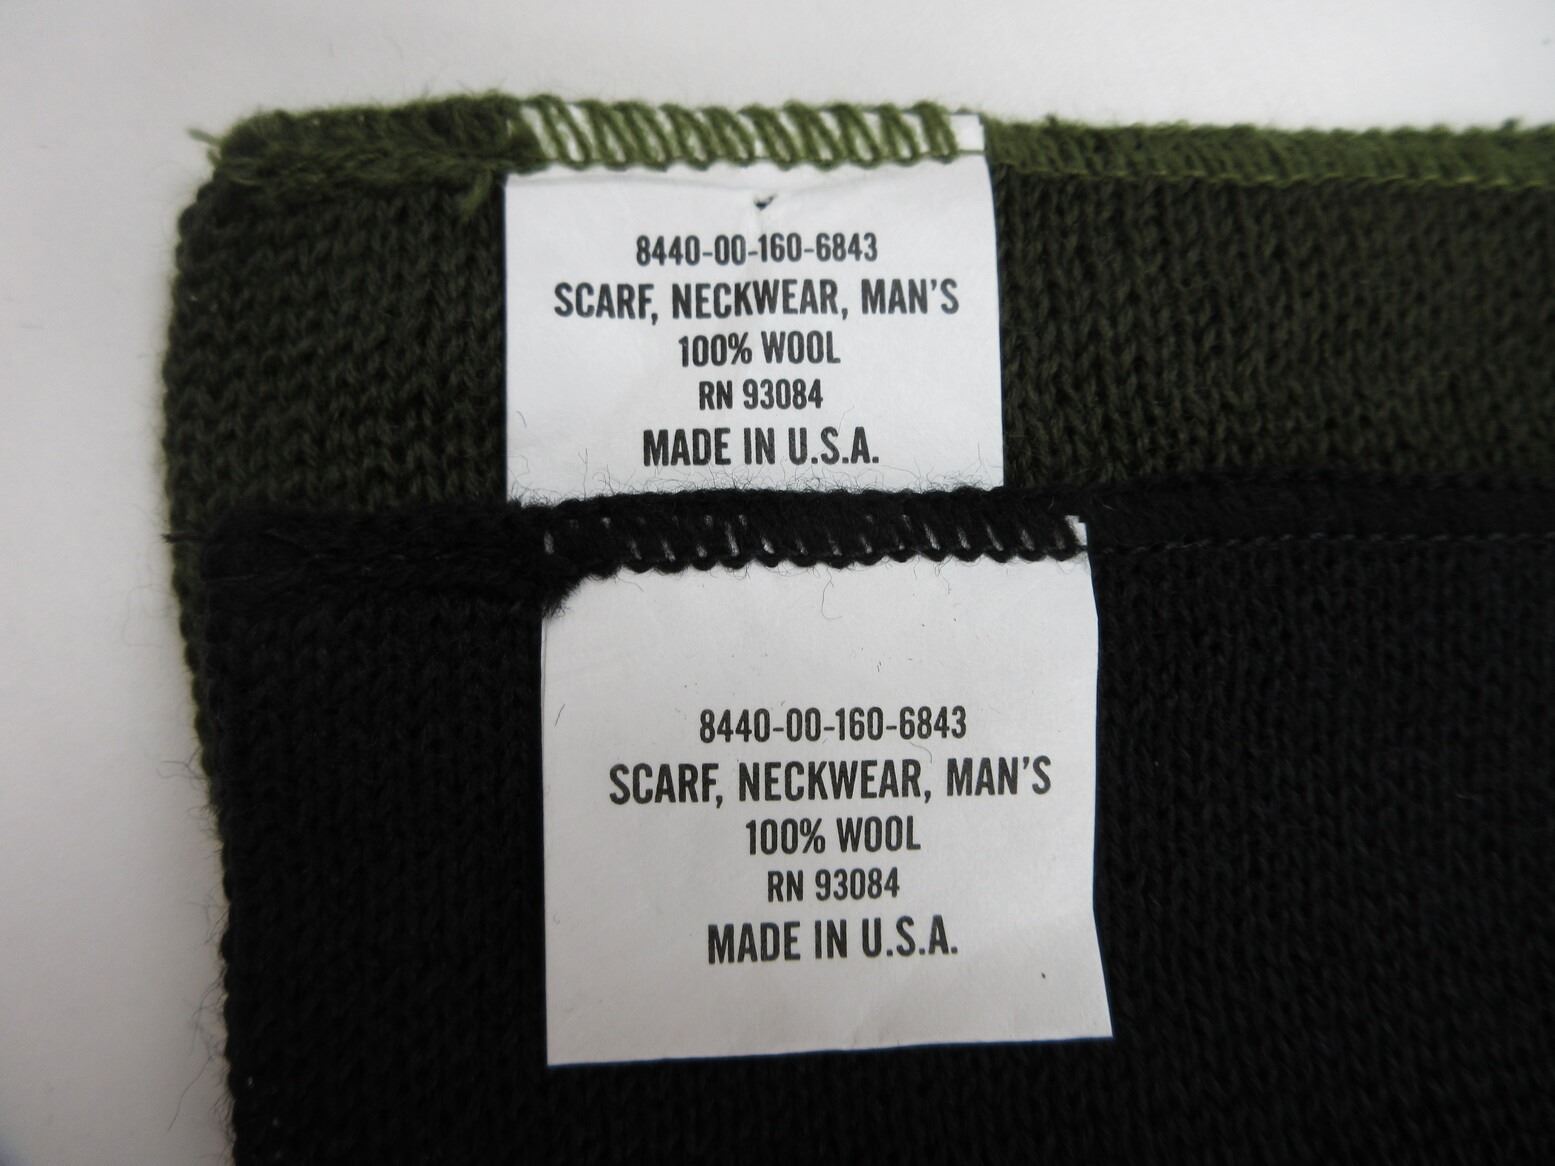 8440-00-160-6843
SCARF, NECKWEAR, MAN'S
100% WOOL
RN 93084
MADE IN U.S.A.
8440-00-160-6843
SCARF, NECKWEAR, MAN'S
100% WOOL
RN 93084
MADE IN U.S.A.